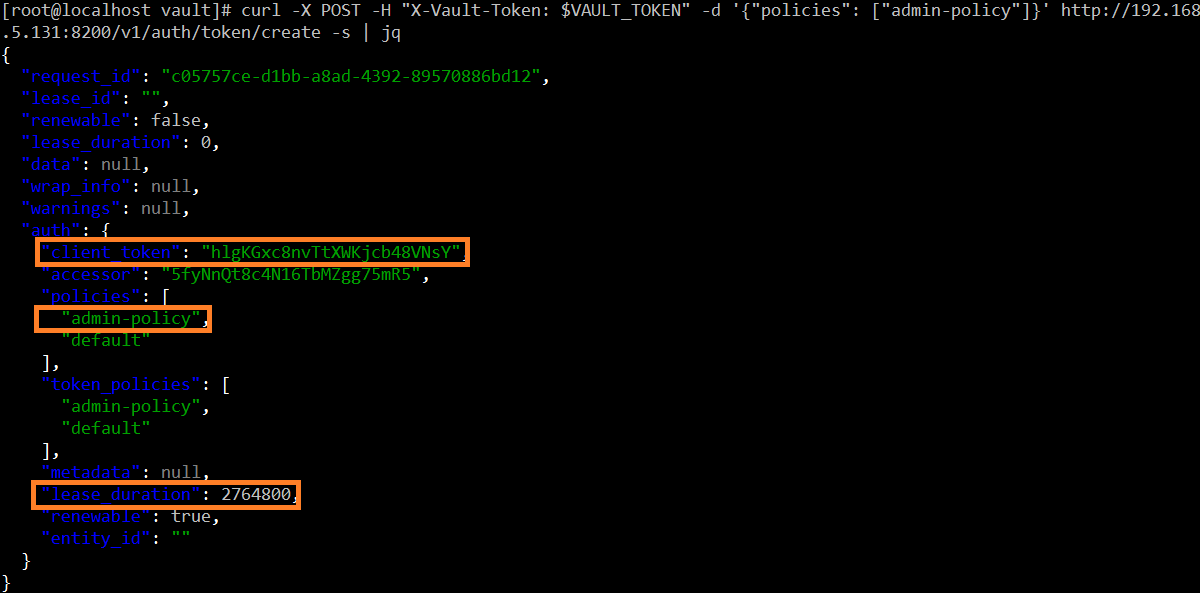 [root@localhost vault]# curl -X POST -H "X-Vault-Token: $VAULT_TOKEN" -d '{"policies": ["admin-policy"]}' http://192.168
.5.131:8200/v1/auth/token/create -s | jq
{
  "request_id": "c05757ce-d1bb-a8ad-4392-89570886bd12",
  "lease_id": "",
  "renewable": false,
  "lease_duration": 0,
  "data": null,
  "wrap_info": null,
  "warnings": null,
  "auth": {
    "client_token": "hlgKGxc8nvTtXWKjcb48VNsY",
    "accessor": "5fyNnQt8c4N16TbMZgg75mR5",
    "policies": [
      "admin-policy",
      "default"
    ],
    "token_policies": [
      "admin-policy",
      "default"
    ],
    "metadata": null,
    "lease_duration": 2764800,
    "renewable": true,
    "entity_id": ""
  }
}